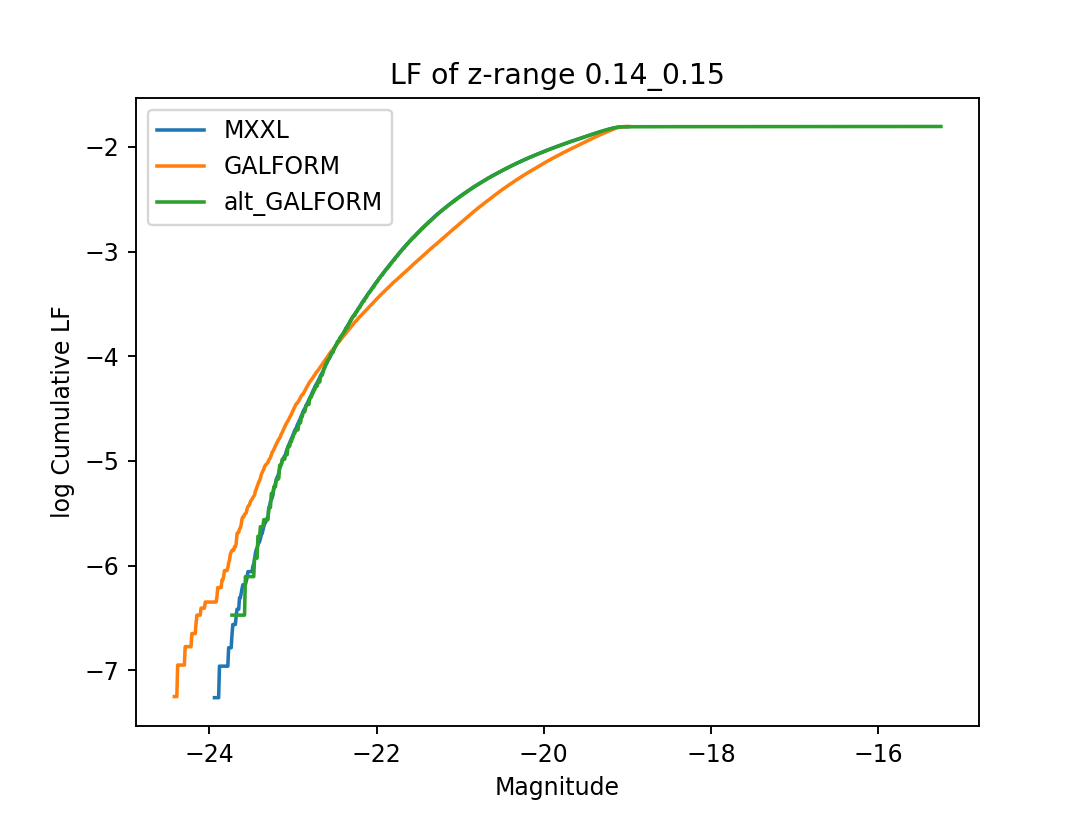 LF of z-range 0.14_0.15
MXXL
GALFORM
alt_GALFORM
log Cumulative LF
−2
−3
−4
−5
−6
−7
−24
−22
−20
−18
−16
Magnitude